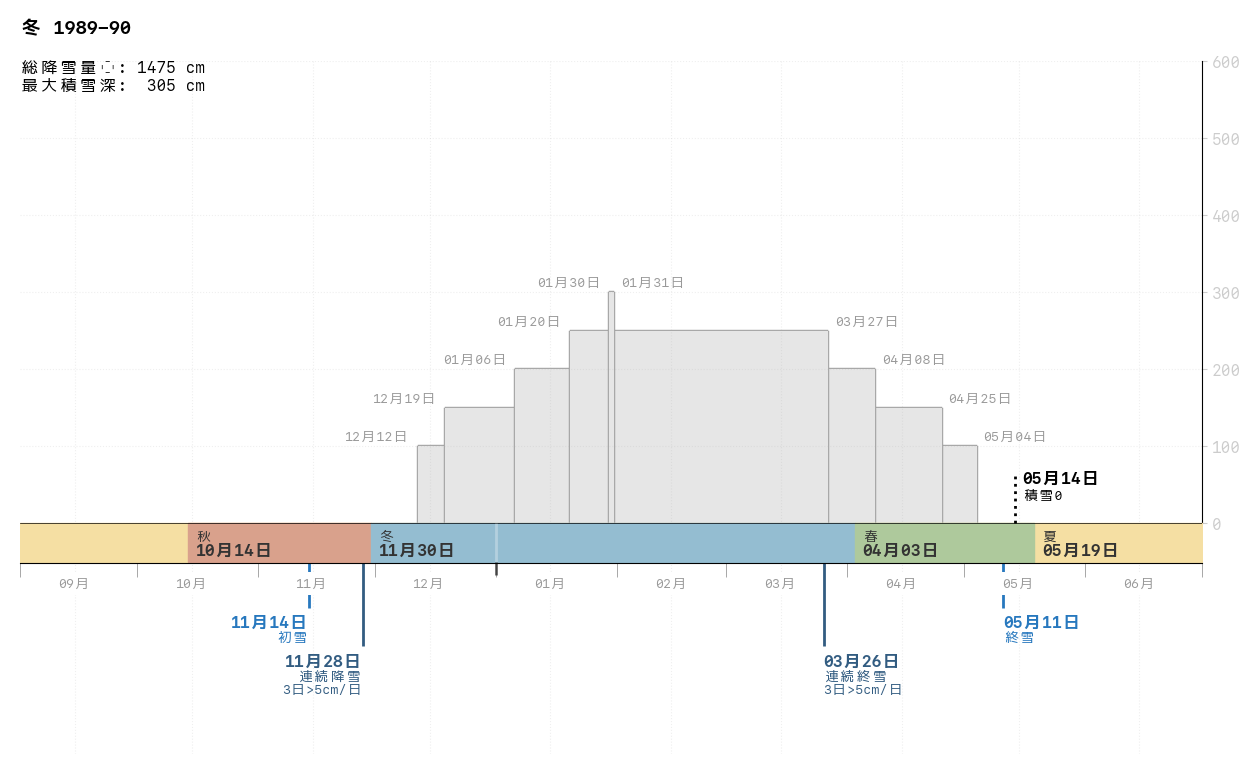 冬 1989–90
総降雪量: 1475 cm
最大積雪深: 305 cm
600
500
400
300
200
100
0
01月30日
01月31日
01月20日
03月27日
01月06日
04月08日
12月19日
04月25日
12月12日
05月04日
05月14日
積雪0
秋
10月14日
冬
11月30日
春
04月03日
夏
05月19日
09月
10月
11月
12月
01月
02月
03月
04月
05月
06月
11月14日
初雪
05月11日
終雪
11月28日
連続降雪
3日>5cm/日
03月26日
連続終雪
3日>5cm/日